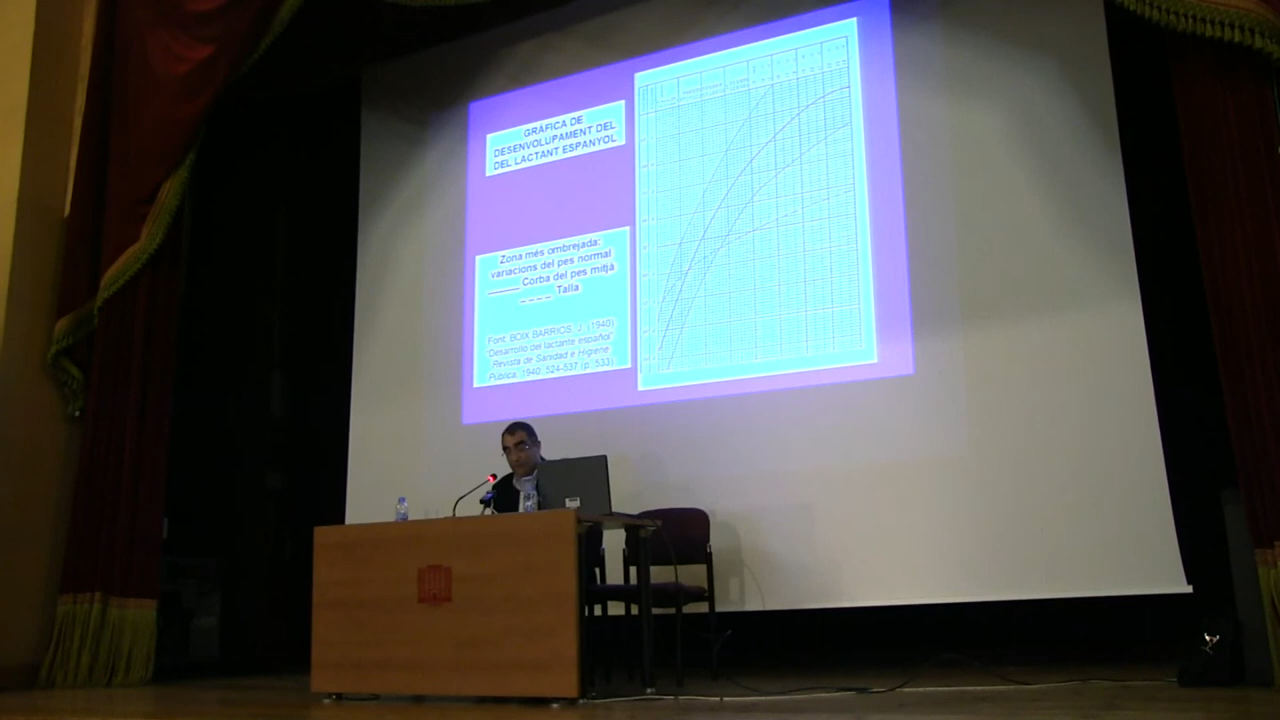 GRÀFICA DE
DESENVOLUPAMENT DEL
DEL LACTANT ESPANYOL
Zona més ombrejada:
variacions del pes normal
Corba del pes mitjà
Talla
Font: BOIX BARRIOS, J. (1940)
"Desarrollo del lactante español"
Revista de Sanidad e Higiene
Pública, 1940: 524-537 (p. 533)